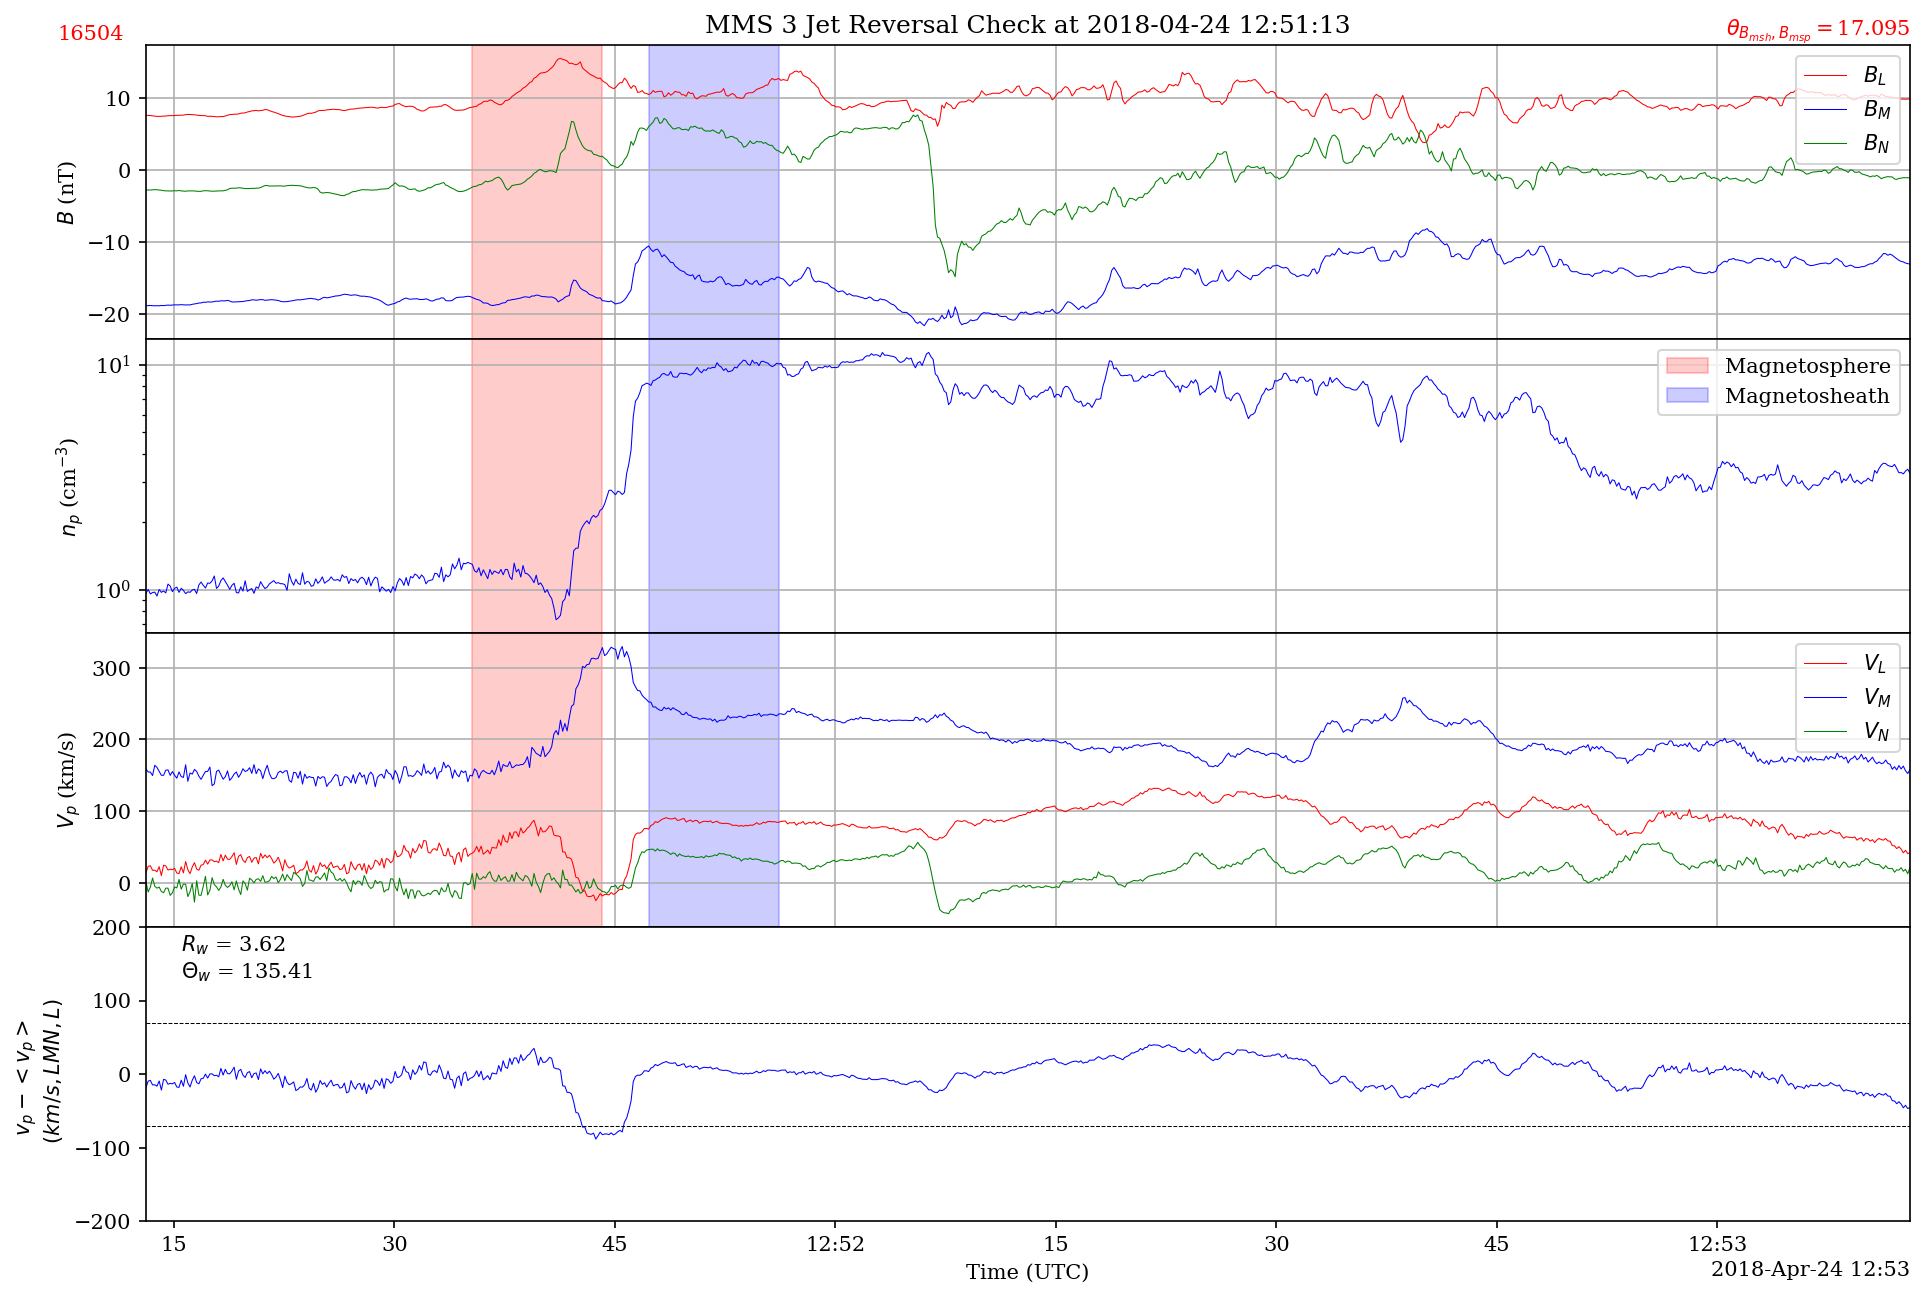 MMS 3 Jet Reversal Check at 2018-04-24 12:51:13
16504
θ_{B_{msh}, B_{msp}} = 17.095
10
0
−10
−20
B (nT)
B_L
B_M
B_N
10^1
10^0
n_p (cm^{−3})
Magnetosphere
Magnetosheath
300
200
100
0
V_p (km/s)
V_L
V_M
V_N
200
100
0
−100
−200
v_p − < v_p >
(km/s, LMN, L)
R_w = 3.62
Θ_w = 135.41
15 30 45 12:52 15 30 45 12:53
Time (UTC)
2018-Apr-24 12:53